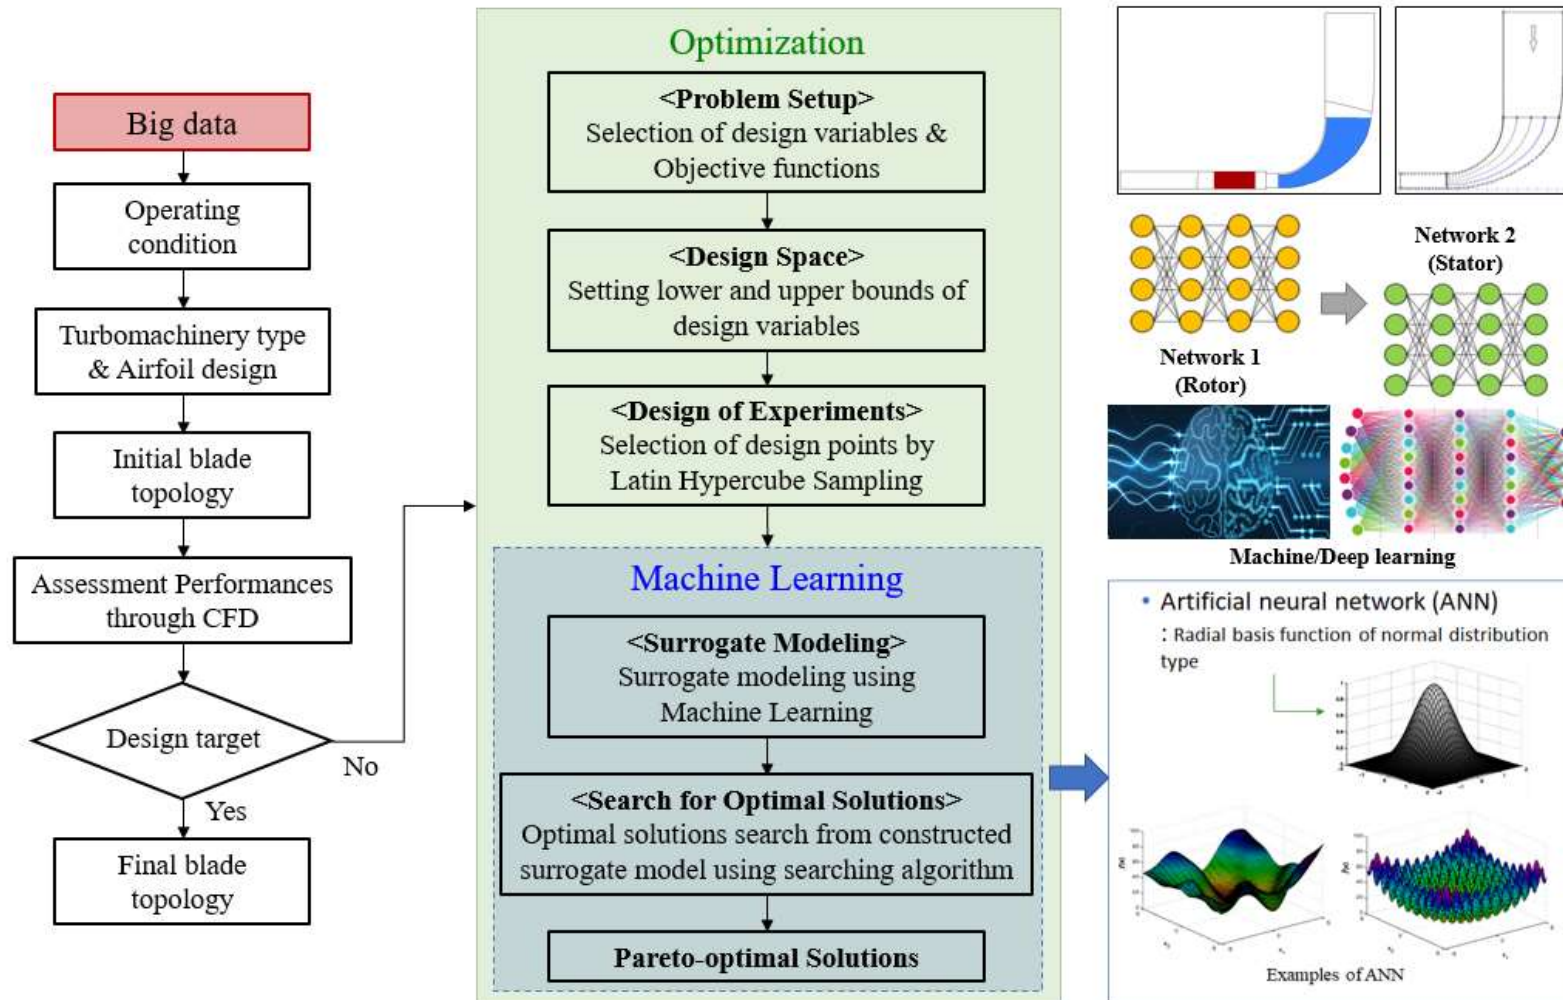 Big data
Operating
condition
Turbomachinery type
& Airfoil design
Initial blade
topology
Assessment Performances
through CFD
Design target
No
Yes
Final blade
topology
Optimization
<Problem Setup>
Selection of design variables &
Objective functions
<Design Space>
Setting lower and upper bounds of
design variables
<Design of Experiments>
Selection of design points by
Latin Hypercube Sampling
Machine Learning
<Surrogate Modeling>
Surrogate modeling using
Machine Learning
<Search for Optimal Solutions>
Optimal solutions search from constructed
surrogate model using searching algorithm
Pareto-optimal Solutions
Network 1
(Rotor)
Network 2
(Stator)
Machine/Deep learning
• Artificial neural network (ANN)
: Radial basis function of normal distribution
type
Examples of ANN